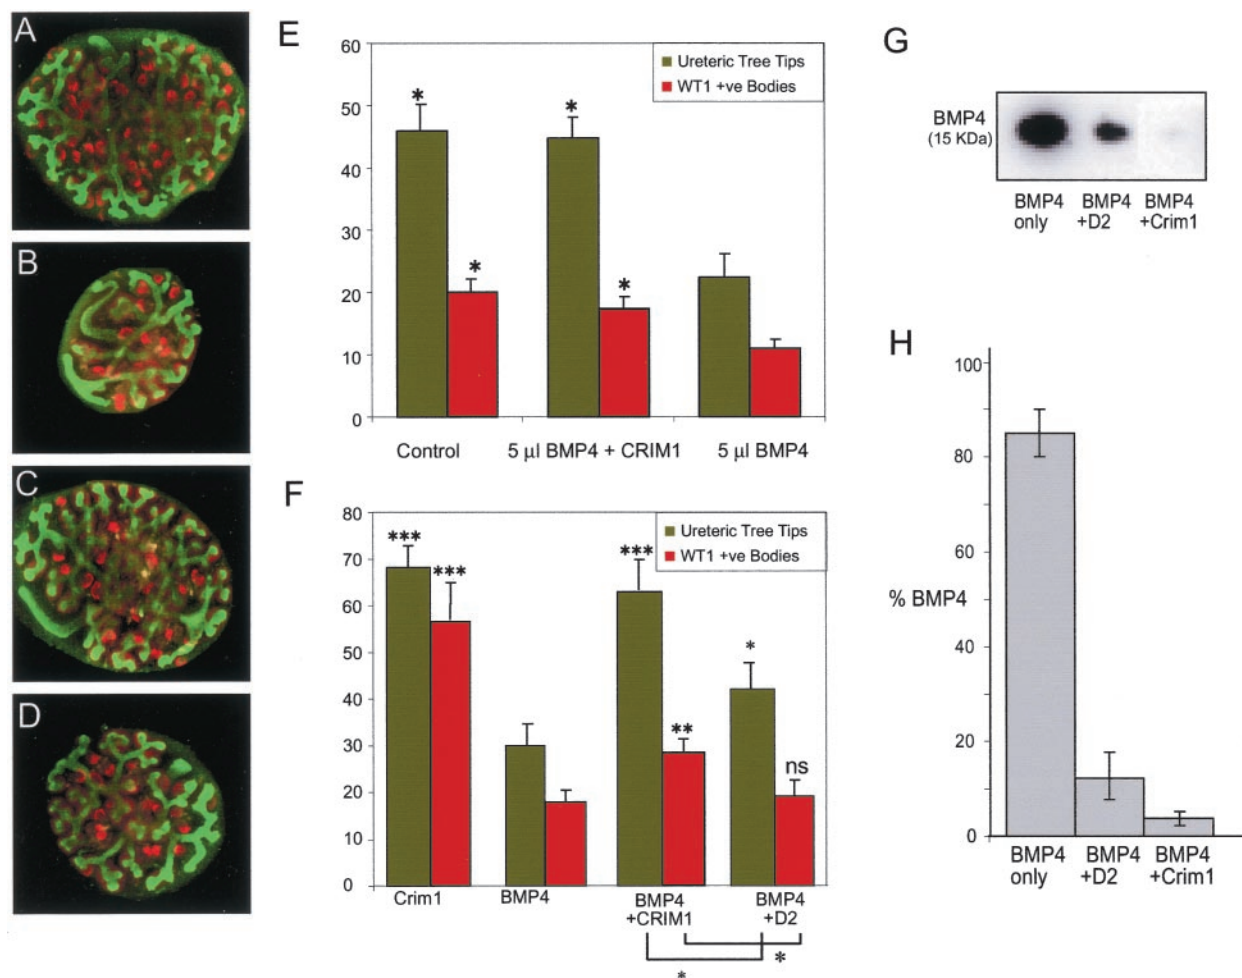 A
B
C
D
E
60
50
40
30
20
10
0
Ureteric Tree Tips
WT1 +ve Bodies
*
*
*
*
Control
5 µl BMP4 + CRIM1
5 µl BMP4
F
80
70
60
50
40
30
20
10
0
Ureteric Tree Tips
WT1 +ve Bodies
***
***
***
**
*
ns
Crim1
BMP4
BMP4
+CRIM1
BMP4
+D2
*
*
G
BMP4
(15 KDa)
BMP4
only
BMP4
+D2
BMP4
+Crim1
H
100
80
60
40
20
0
% BMP4
BMP4
only
BMP4
+D2
BMP4
+Crim1